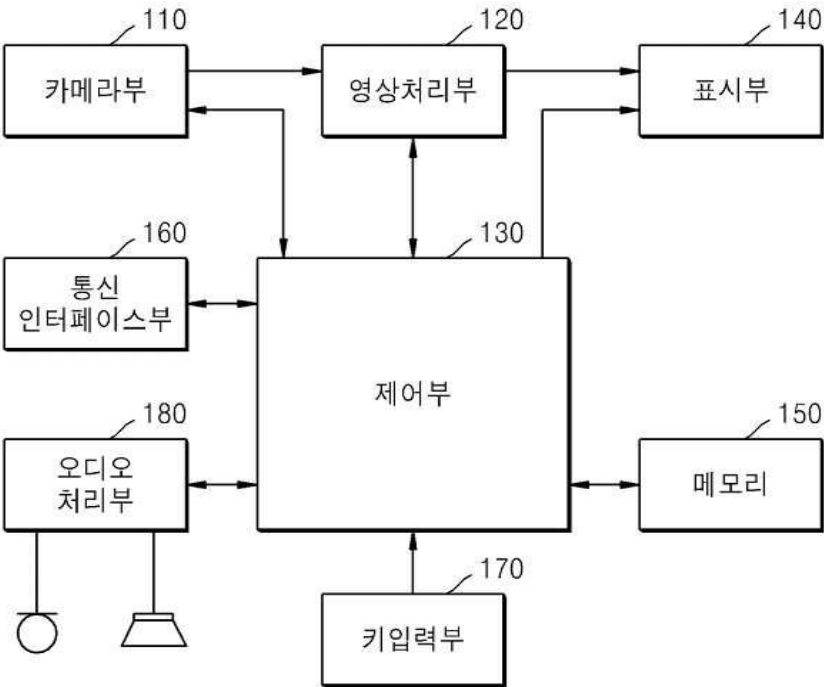 110
카메라부
120
영상처리부
140
표시부
160
통신
인터페이스부
130
제어부
180
오디오
처리부
150
메모리
170
키입력부